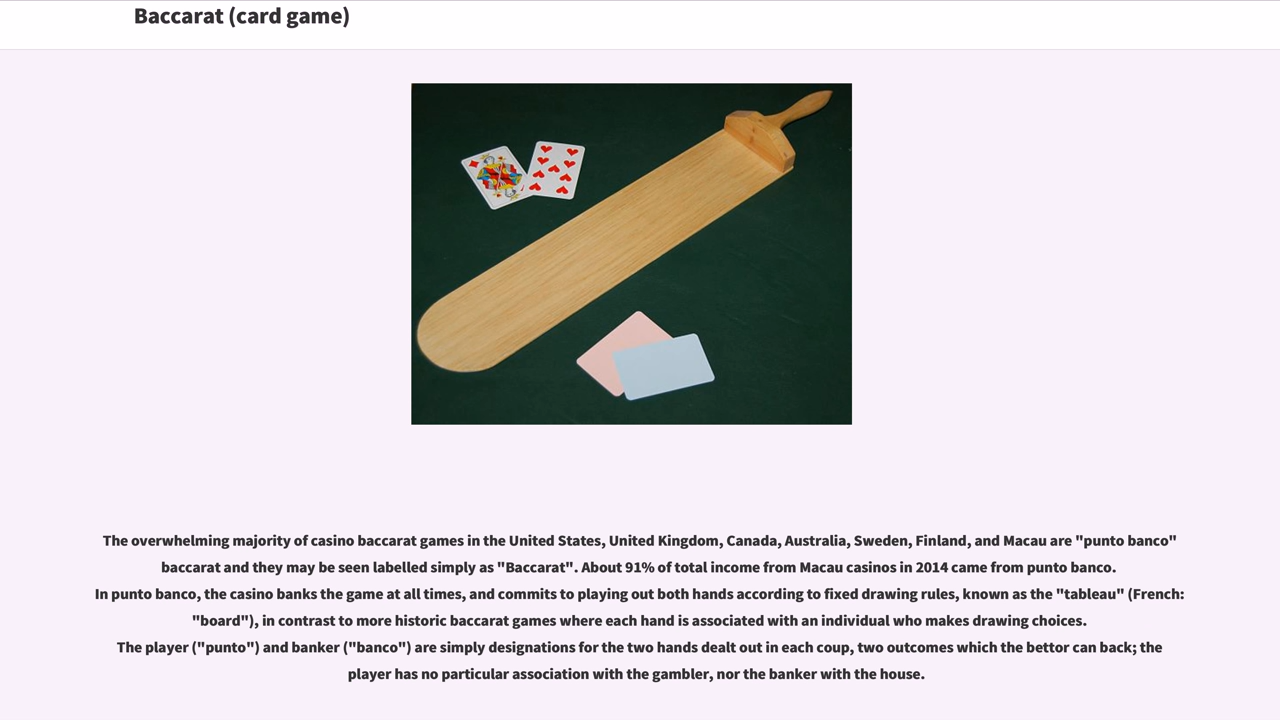 Baccarat (card game)
The overwhelming majority of casino baccarat games in the United States, United Kingdom, Canada, Australia, Sweden, Finland, and Macau are "punto banco"
baccarat and they may be seen labelled simply as "Baccarat". About 91% of total income from Macau casinos in 2014 came from punto banco.
In punto banco, the casino banks the game at all times, and commits to playing out both hands according to fixed drawing rules, known as the "tableau" (French:
"board"), in contrast to more historic baccarat games where each hand is associated with an individual who makes drawing choices.
The player ("punto") and banker ("banco") are simply designations for the two hands dealt out in each coup, two outcomes which the bettor can back; the
player has no particular association with the gambler, nor the banker with the house.